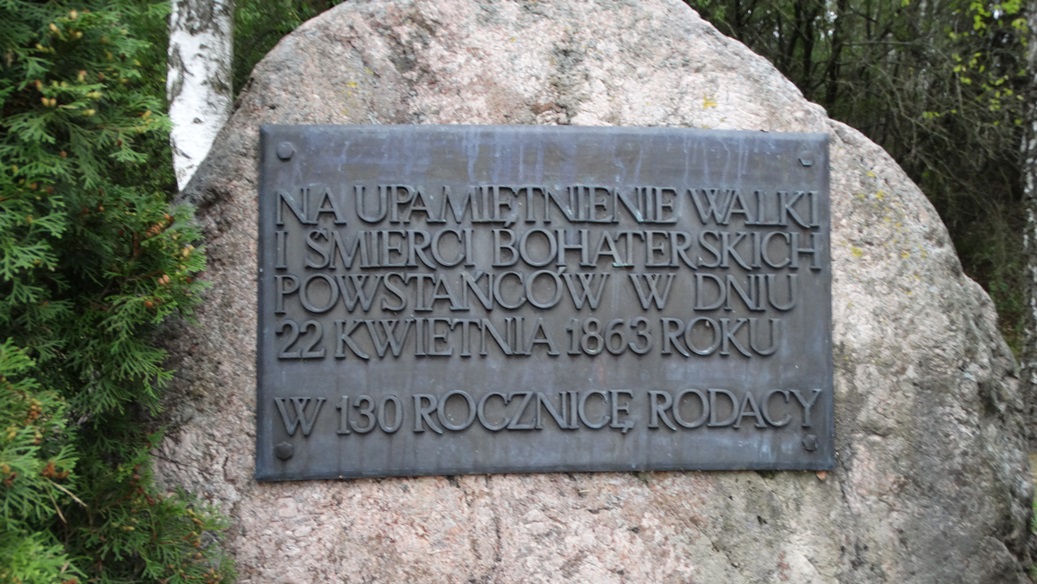 NA UPAMIĘTNIENIE WALKI
I ŚMIERCI BOHATERSKICH
POWSTAŃCÓW W DNIU
22 KWIETNIA 1863 ROKU
W 130 ROCZNICĘ RODACY